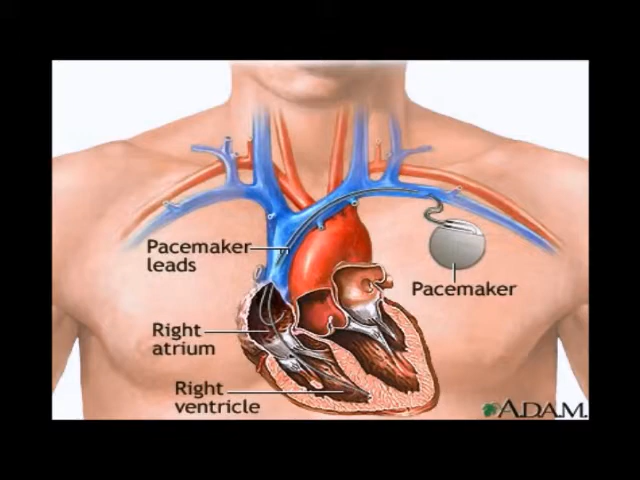 Pacemaker
leads
Pacemaker
Right
atrium
Right
ventricle
A.D.A.M.